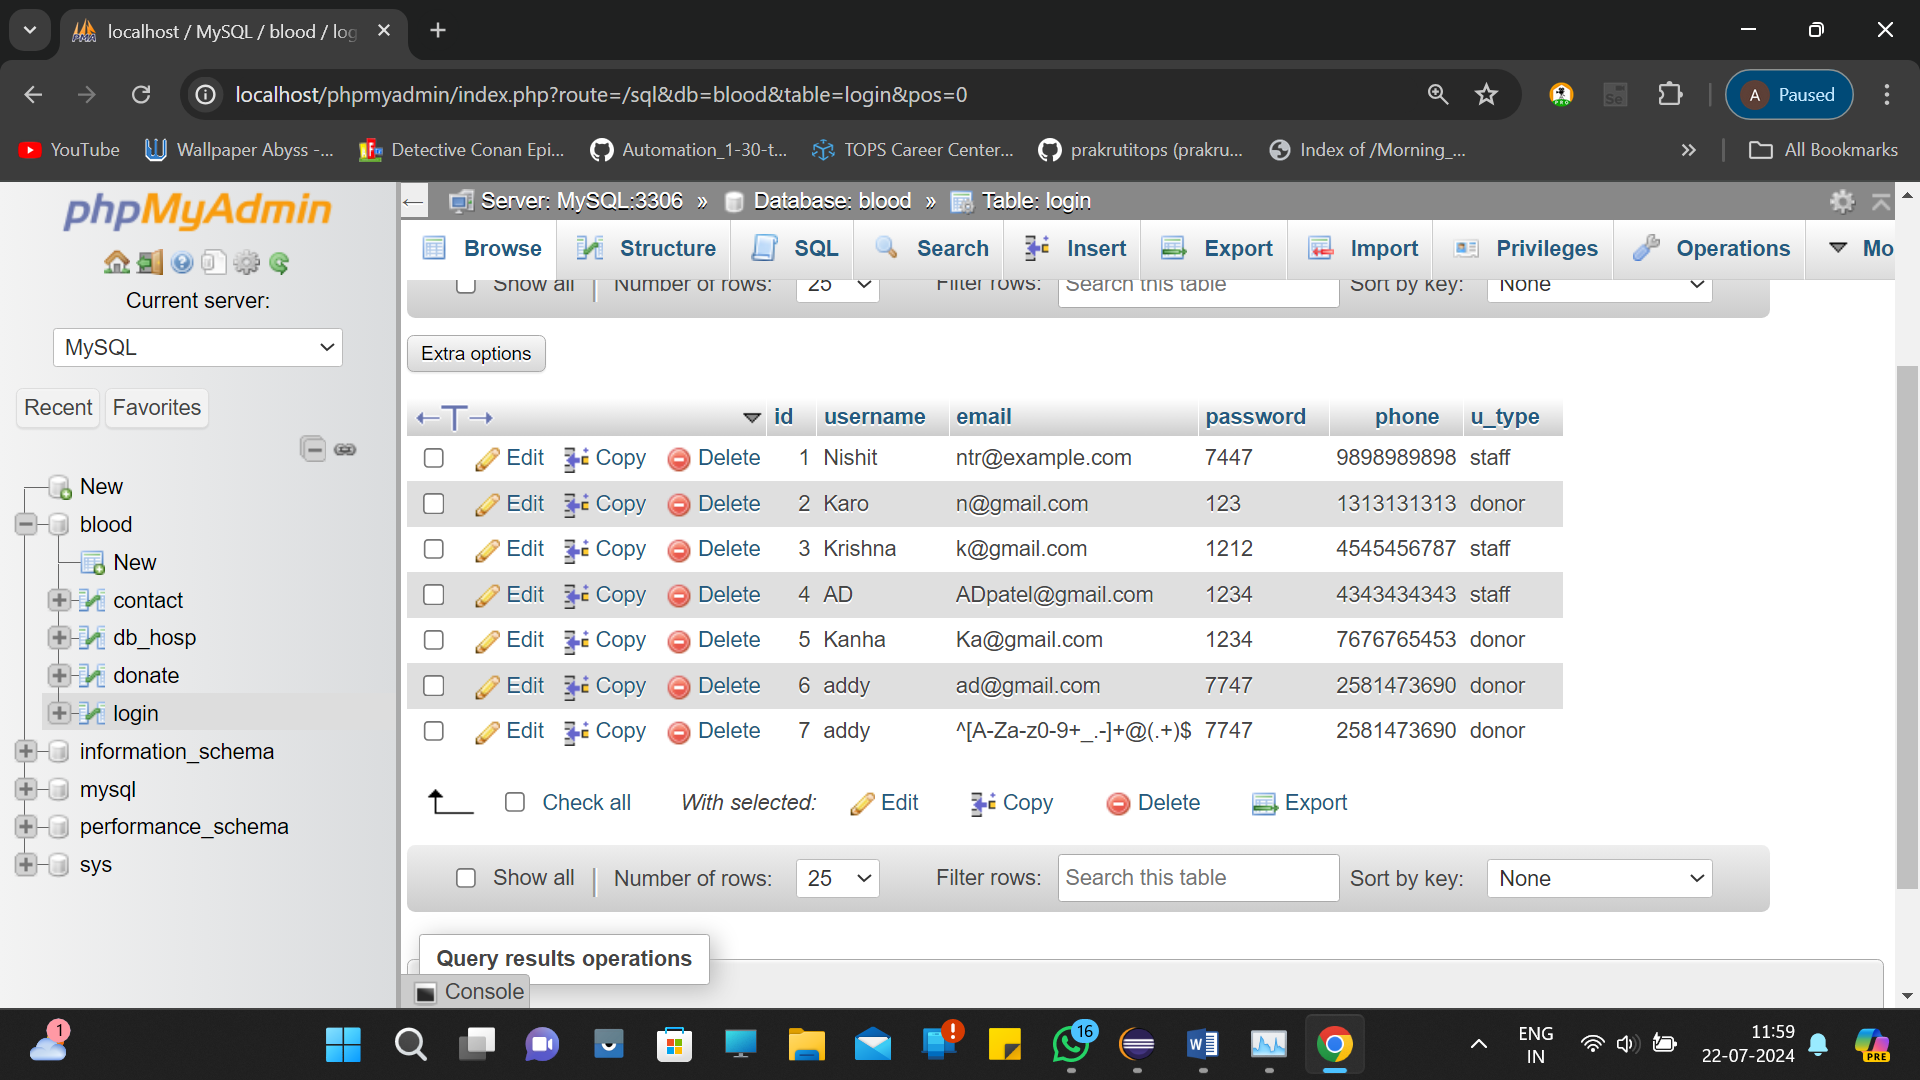 localhost / MySQL / blood / log
localhost/phpmyadmin/index.php?route=/sql&db=blood&table=login&pos=0
Se
A Paused
YouTube Wallpaper Abyss -... Detective Conan Epi... Automation_1-30-t... TOPS Career Center... prakrutitops (prakru... Index of /Morning_... » All Bookmarks
phpMyAdmin
Current server:
MySQL
Recent Favorites
New
blood
New
contact
db_hosp
donate
login
information_schema
mysql
performance_schema
sys
Server: MySQL:3306 » Database: blood » Table: login
Browse Structure SQL Search Insert Export Import Privileges Operations Mo
Show all Number of rows: 25 Filter rows: Search this table Sort by key: None
Extra options
←T→ id username email password phone u_type
Edit Copy Delete 1 Nishit ntr@example.com 7447 9898989898 staff
Edit Copy Delete 2 Karo n@gmail.com 123 1313131313 donor
Edit Copy Delete 3 Krishna k@gmail.com 1212 4545456787 staff
Edit Copy Delete 4 AD ADpatel@gmail.com 1234 4343434343 staff
Edit Copy Delete 5 Kanha Ka@gmail.com 1234 7676765453 donor
Edit Copy Delete 6 addy ad@gmail.com 7747 2581473690 donor
Edit Copy Delete 7 addy ^[A-Za-z0-9+_.-]+@(.+)$ 7747 2581473690 donor
Check all With selected: Edit Copy Delete Export
Show all Number of rows: 25 Filter rows: Search this table Sort by key: None
Query results operations
Console
1
16
ENG
IN
11:59
22-07-2024
PRE